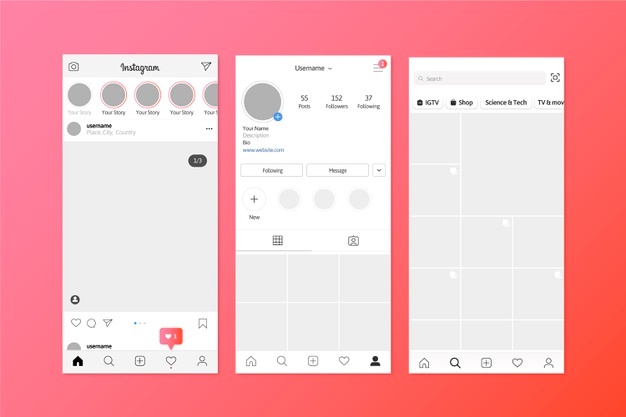 Instagram
Your Story Your Story Your Story Your Story Your
username
Place, City, Country
1/3
1
username
Username
1
55 152 37
Posts Followers Following
Your Name
Description
Bio
www.website.com
Following Message
New
Search
IGTV Shop Science & Tech TV & mov